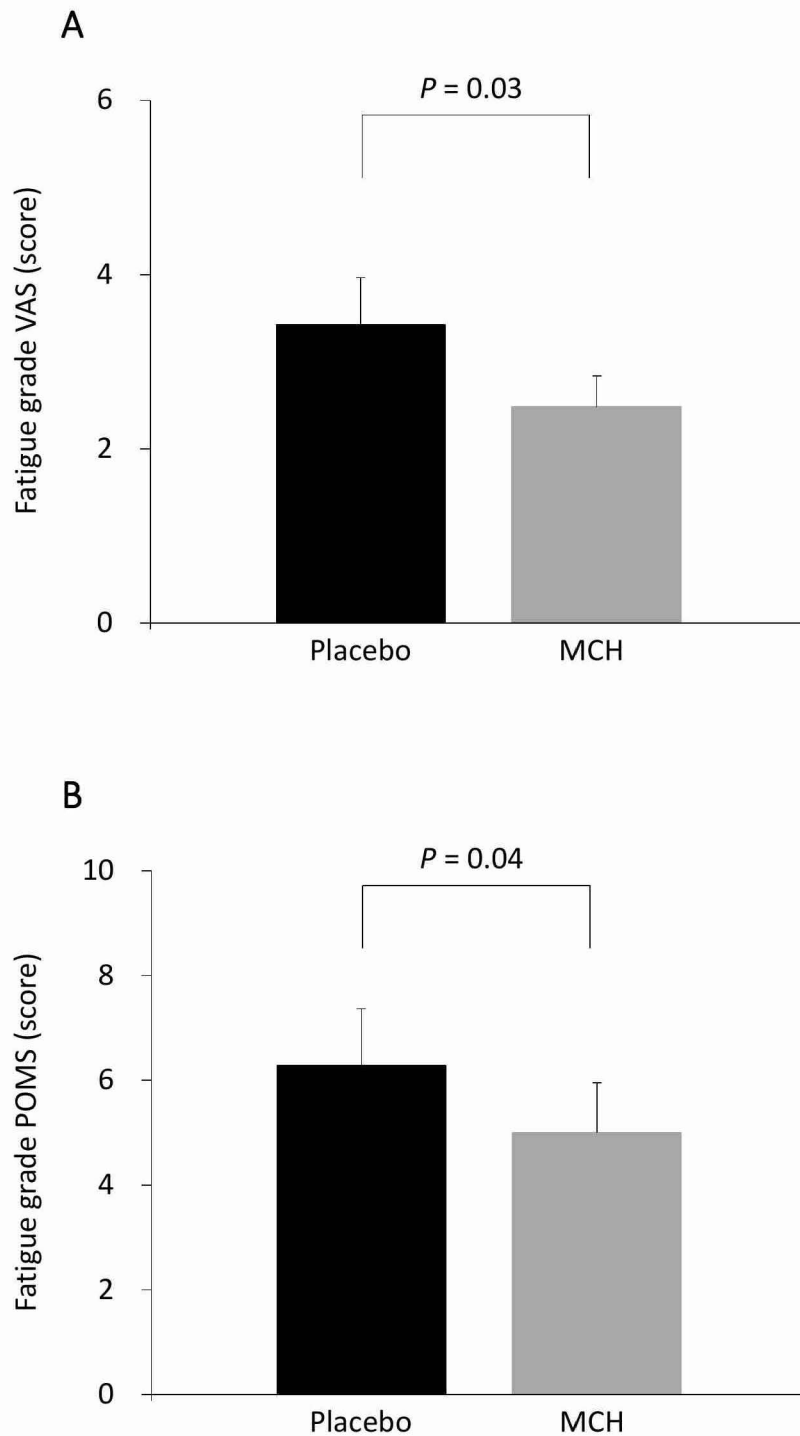 A
P = 0.03
6
4
2
0
Fatigue grade VAS (score)
Placebo MCH
B
P = 0.04
10
8
6
4
2
0
Fatigue grade POMS (score)
Placebo MCH